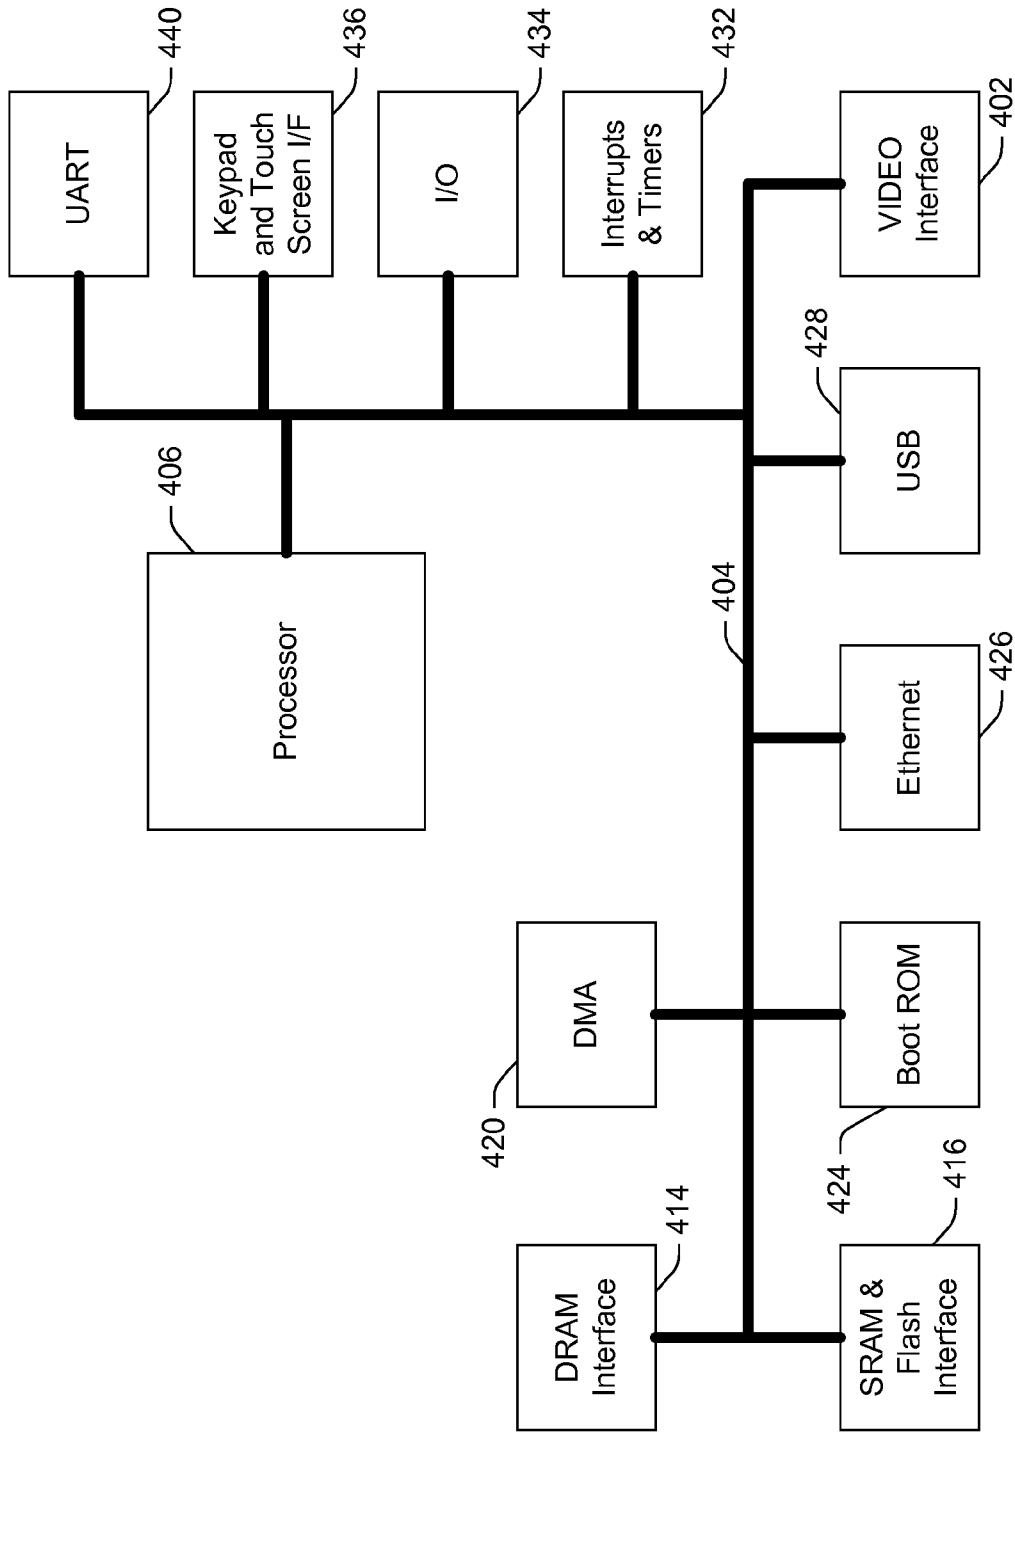 DRAM
Interface
414
DMA
420
Processor
406
UART
440
Keypad
and Touch
Screen I/F
436
I/O
434
Interrupts
& Timers
432
404
SRAM &
Flash
Interface
416
Boot ROM
424
Ethernet
426
USB
428
VIDEO
Interface
402